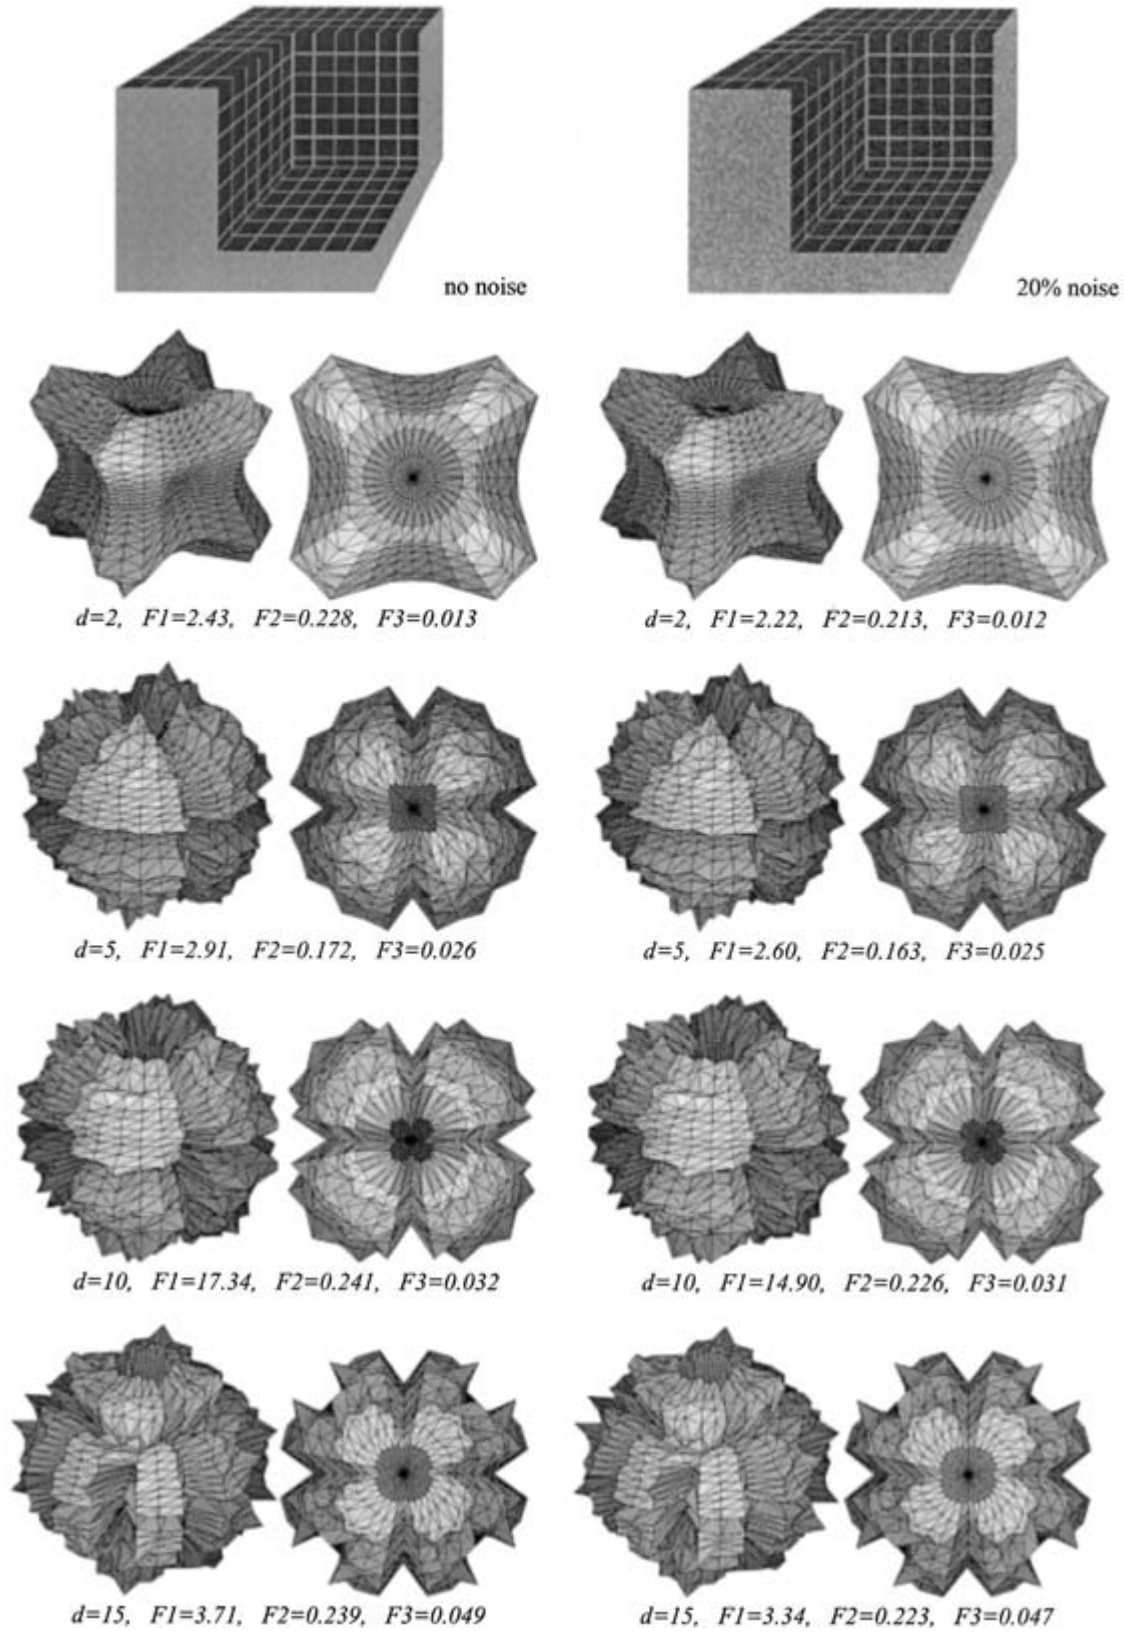 no noise
20% noise
d=2, F1=2.43, F2=0.228, F3=0.013
d=2, F1=2.22, F2=0.213, F3=0.012
d=5, F1=2.91, F2=0.172, F3=0.026
d=5, F1=2.60, F2=0.163, F3=0.025
d=10, F1=17.34, F2=0.241, F3=0.032
d=10, F1=14.90, F2=0.226, F3=0.031
d=15, F1=3.71, F2=0.239, F3=0.049
d=15, F1=3.34, F2=0.223, F3=0.047